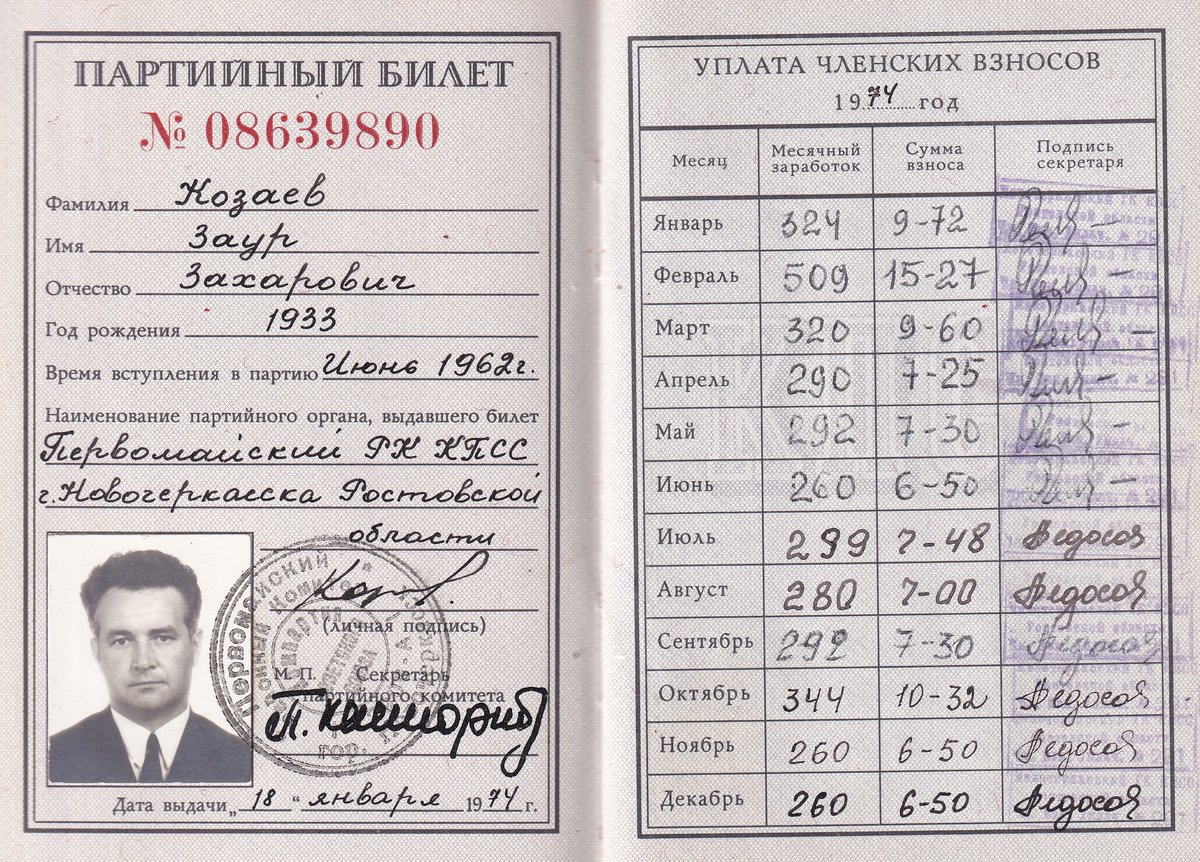 ПАРТИЙНЫЙ БИЛЕТ
№ 08639890
Фамилия Козаев
Имя Заур
Отчество Захарович
Год рождения 1933
Время вступления в партию Июнь 1962г.
Наименование партийного органа, выдавшего билет
Первомайский РК КПСС
г. Новочеркасска Ростовской
области
(личная подпись)
М. П. Секретарь
партийного комитета
Дата выдачи „18“ января 1974 г.
УПЛАТА ЧЛЕНСКИХ ВЗНОСОВ
1974 год
Месяц Месячный заработок Сумма взноса Подпись секретаря
Январь 324 9-72
Февраль 509 15-27
Март 320 9-60
Апрель 290 7-25
Май 292 7-30
Июнь 260 6-50
Июль 299 7-48
Август 280 7-00
Сентябрь 292 7-30
Октябрь 344 10-32
Ноябрь 260 6-50
Декабрь 260 6-50